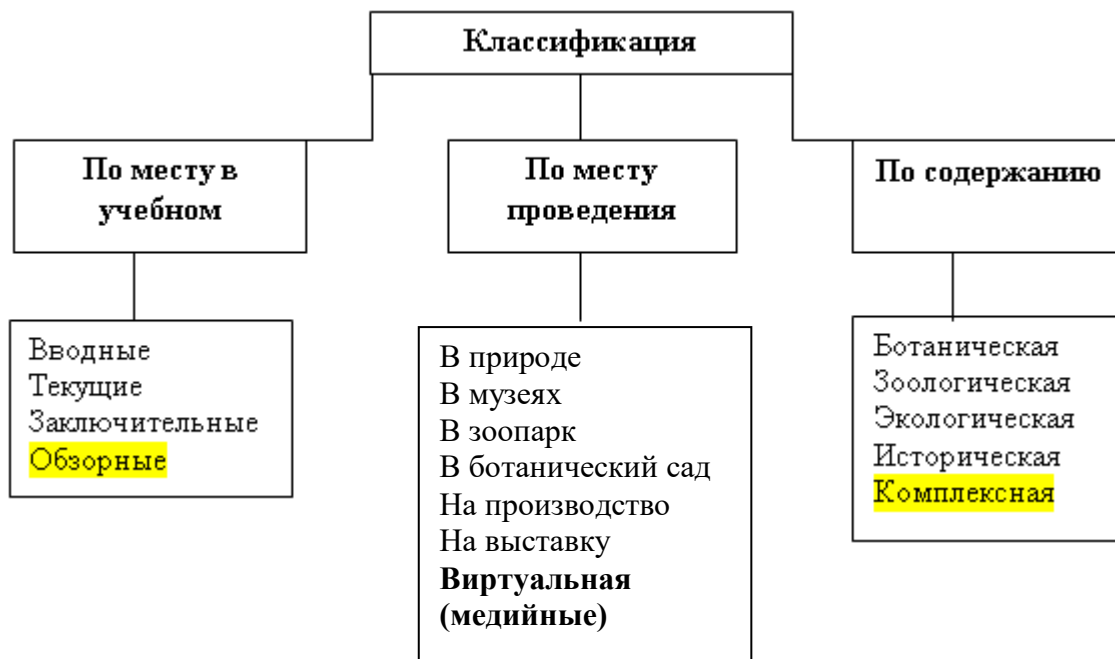 Классификация
По месту в
учебном
По месту
проведения
По содержанию
Вводные
Текущие
Заключительные
Обзорные
В природе
В музеях
В зоопарк
В ботанический сад
На производство
На выставку
Виртуальная
(медийные)
Ботаническая
Зоологическая
Экологическая
Историческая
Комплексная